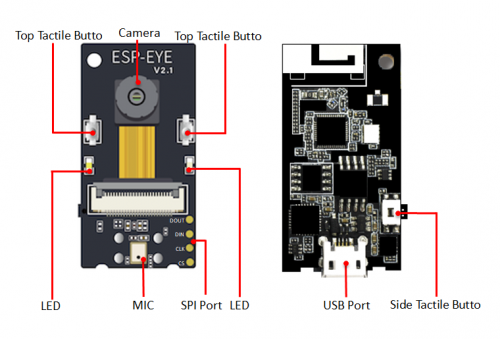 Camera
Top Tactile Butto
Top Tactile Butto
ESP-EYE
V2.1
DOUT
DIN
CLK
CS
LED
MIC
SPI Port
LED
USB Port
Side Tactile Butto